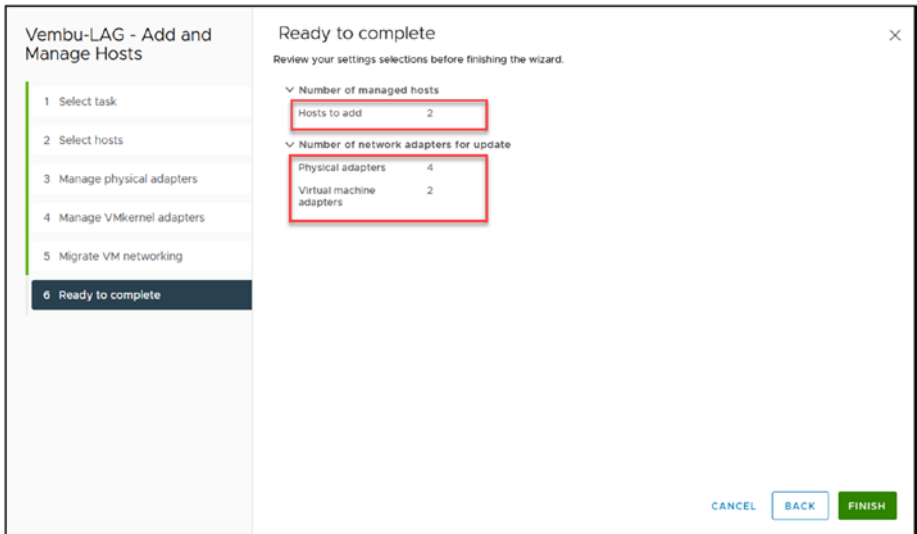 Vembu-LAG - Add and
Manage Hosts
1 Select task
2 Select hosts
3 Manage physical adapters
4 Manage VMkernel adapters
5 Migrate VM networking
6 Ready to complete
Ready to complete
Review your settings selections before finishing the wizard.
Number of managed hosts
Hosts to add 2
Number of network adapters for update
Physical adapters 4
Virtual machine 2
adapters
CANCEL BACK FINISH